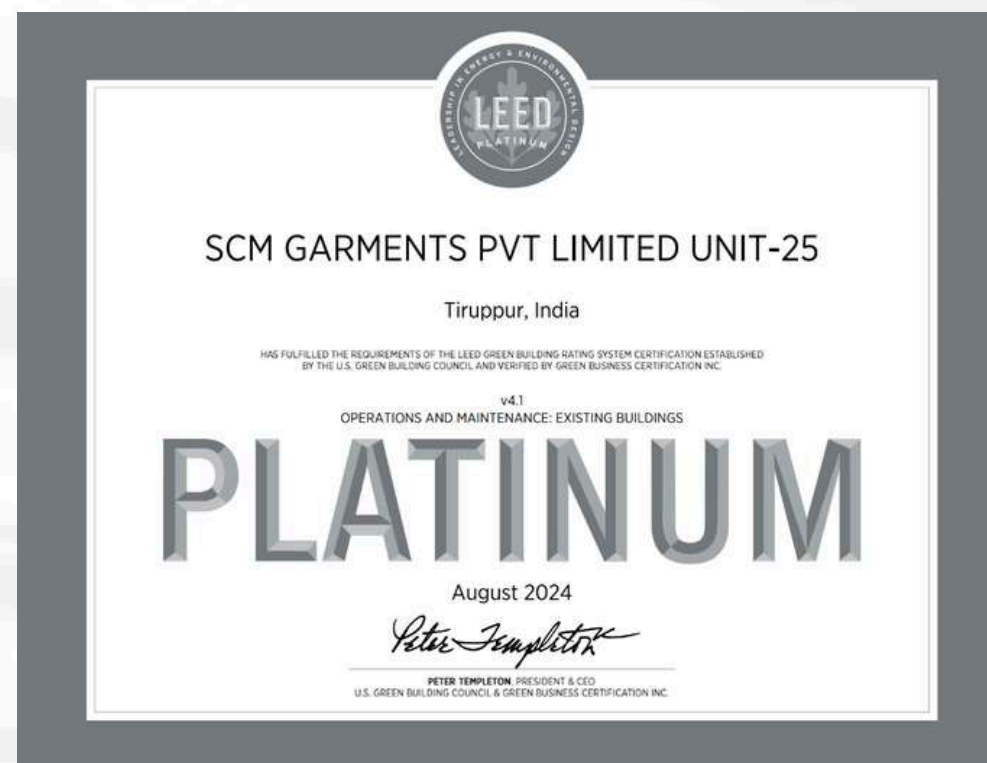 LEADERSHIP IN ENERGY & ENVIRONMENTAL DESIGN
LEED
PLATINUM
SCM GARMENTS PVT LIMITED UNIT-25
Tiruppur, India
HAS FULFILLED THE REQUIREMENTS OF THE LEED GREEN BUILDING RATING SYSTEM CERTIFICATION ESTABLISHED
BY THE U.S. GREEN BUILDING COUNCIL AND VERIFIED BY GREEN BUSINESS CERTIFICATION INC.
v4.1
OPERATIONS AND MAINTENANCE: EXISTING BUILDINGS
PLATINUM
August 2024
Peter Templeton
PETER TEMPLETON, PRESIDENT & CEO
U.S. GREEN BUILDING COUNCIL & GREEN BUSINESS CERTIFICATION INC.